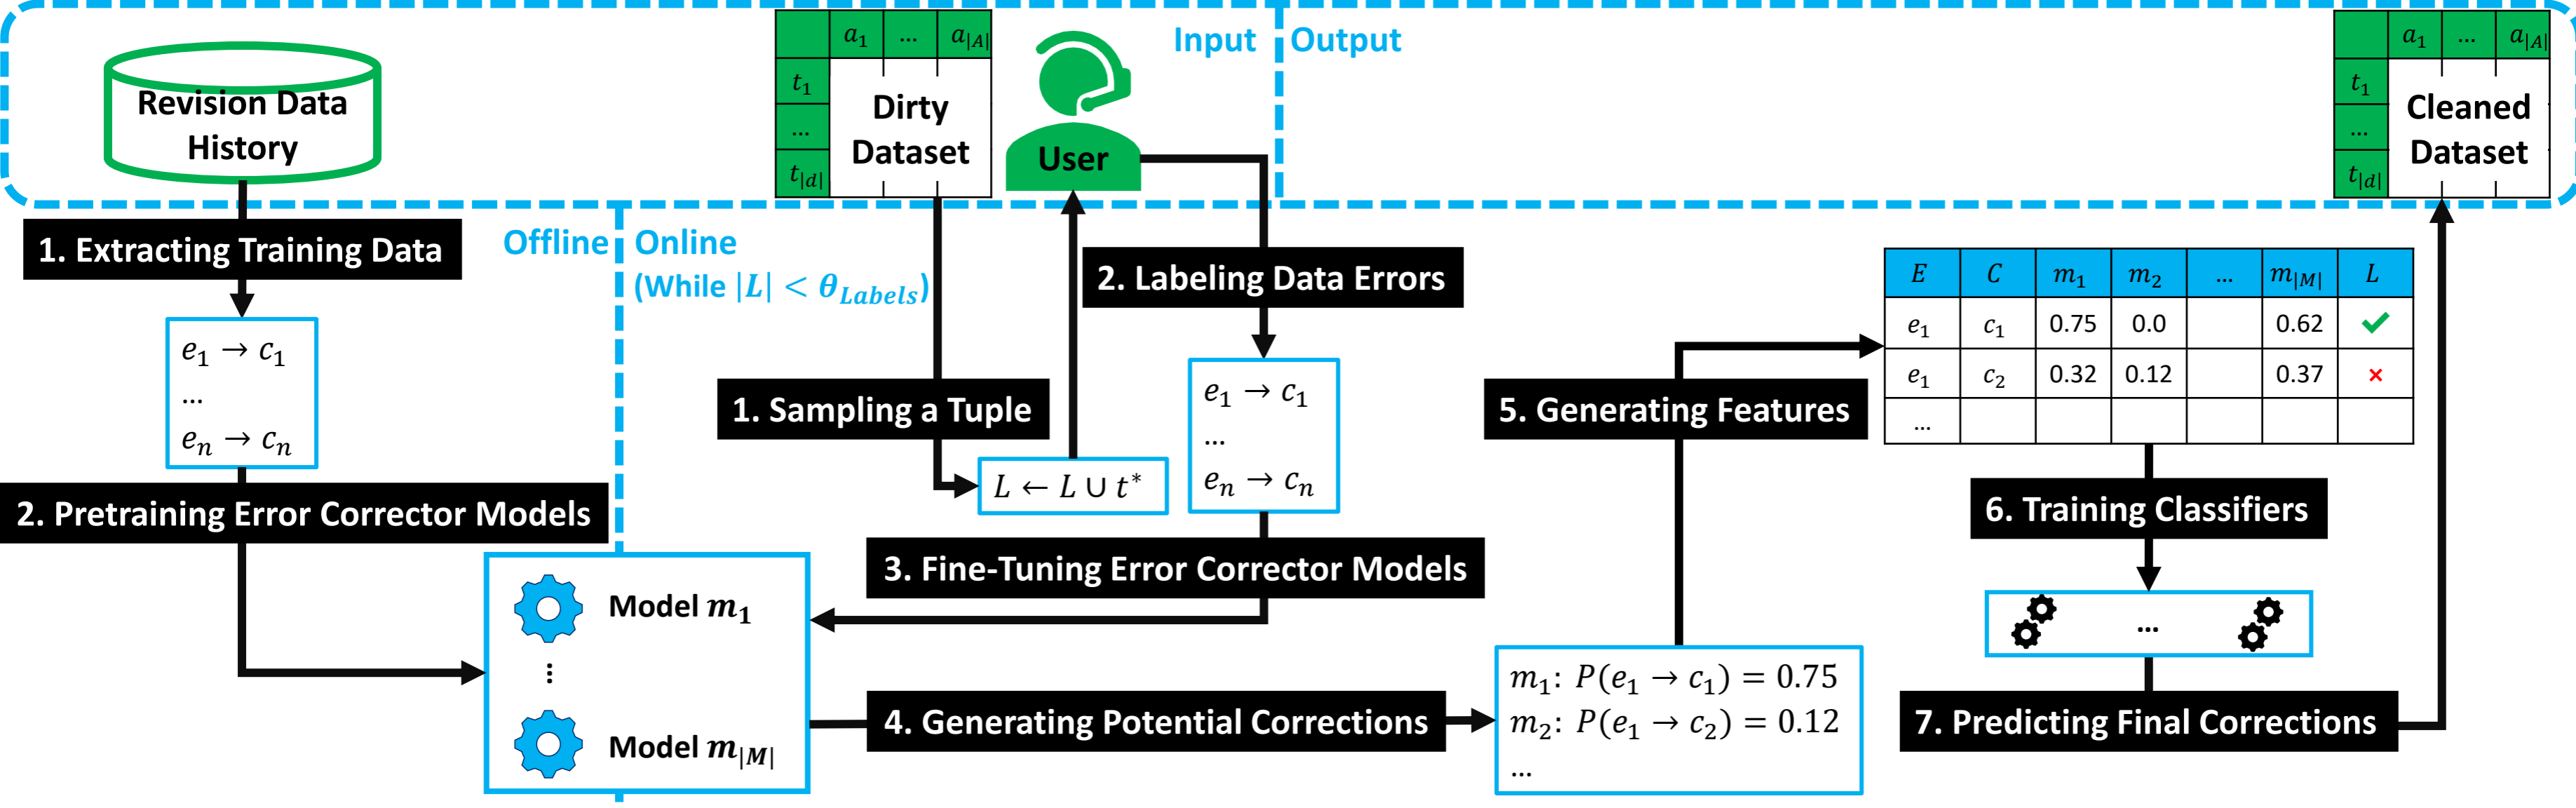 Revision Data
History
a₁ ... a|A|
t₁
...
t|d|
Dirty
Dataset
User
Input
Output
a₁ ... a|A|
t₁
...
t|d|
Cleaned
Dataset
Offline
1. Extracting Training Data
e₁ → c₁
...
eₙ → cₙ
2. Pretraining Error Corrector Models
Online
(While |L| < θ_Labels)
1. Sampling a Tuple
L ← L ∪ t*
2. Labeling Data Errors
e₁ → c₁
...
eₙ → cₙ
3. Fine-Tuning Error Corrector Models
Model m₁
⋮
Model m|M|
4. Generating Potential Corrections
m₁: P(e₁ → c₁) = 0.75
m₂: P(e₁ → c₂) = 0.12
...
5. Generating Features
E C m₁ m₂ ... m|M| L
e₁ c₁ 0.75 0.0 0.62 ✓
e₁ c₂ 0.32 0.12 0.37 ×
...
6. Training Classifiers
...
7. Predicting Final Corrections